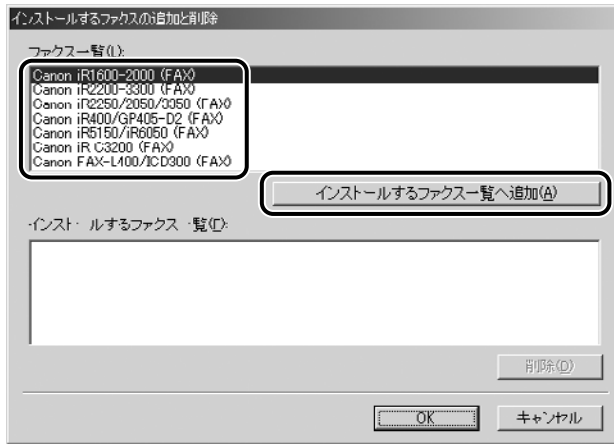 インストールするファクスの追加と削除
ファクス一覧(L):
Canon iR1600-2000 (FAX)
Canon iR2200-3300 (FAX)
Canon iR2250/2050/3350 (FAX)
Canon iR400/GP405-D2 (FAX)
Canon iR5150/iR6050 (FAX)
Canon iR C3200 (FAX)
Canon FAX-L400/ICD300 (FAX)
インストールするファクス一覧へ追加(A)
インストールするファクス一覧(F):
削除(D)
OK
キャンセル